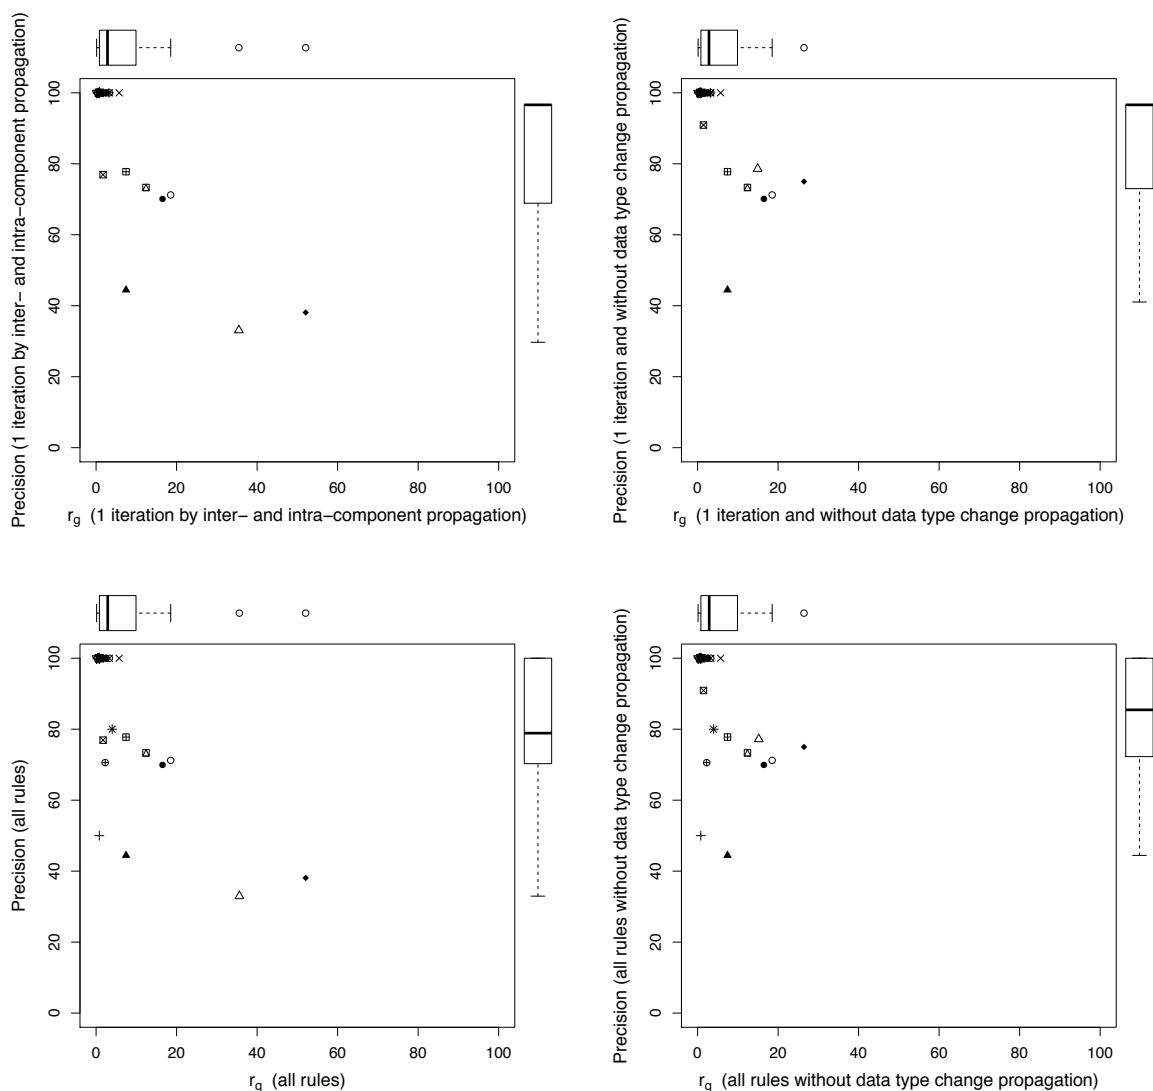 Precision (1 iteration by inter− and intra−component propagation)
100
80
60
40
20
0
0 20 40 60 80 100
rg (1 iteration by inter− and intra−component propagation)
Precision (1 iteration and without data type change propagation)
100
80
60
40
20
0
0 20 40 60 80 100
rg (1 iteration and without data type change propagation)
Precision (all rules)
100
80
60
40
20
0
0 20 40 60 80 100
rg (all rules)
Precision (all rules without data type change propagation)
100
80
60
40
20
0
0 20 40 60 80 100
rg (all rules without data type change propagation)